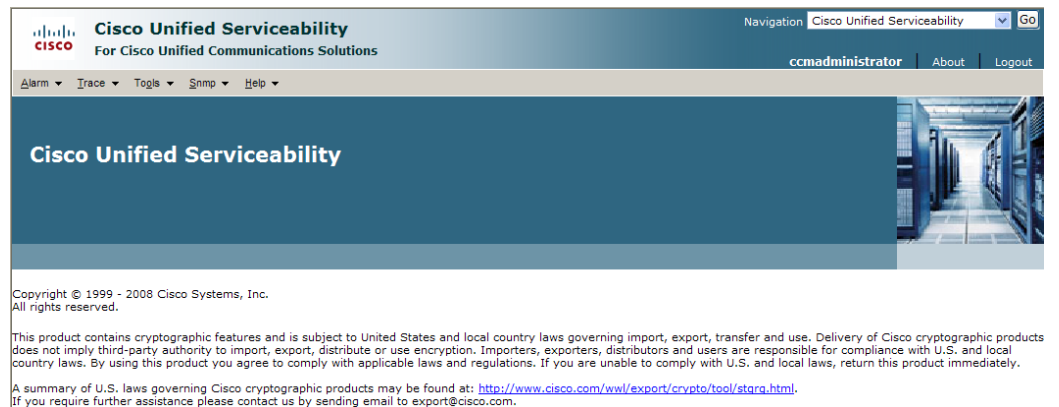 CISCO
Cisco Unified Serviceability
For Cisco Unified Communications Solutions
Navigation Cisco Unified Serviceability Go
ccmadministrator About Logout
Alarm Trace Tools Snmp Help
Cisco Unified Serviceability
Copyright © 1999 - 2008 Cisco Systems, Inc.
All rights reserved.
This product contains cryptographic features and is subject to United States and local country laws governing import, export, transfer and use. Delivery of Cisco cryptographic products
does not imply third-party authority to import, export, distribute or use encryption. Importers, exporters, distributors and users are responsible for compliance with U.S. and local
country laws. By using this product you agree to comply with applicable laws and regulations. If you are unable to comply with U.S. and local laws, return this product immediately.
A summary of U.S. laws governing Cisco cryptographic products may be found at: http://www.cisco.com/wwl/export/crypto/tool/stqrg.html.
If you require further assistance please contact us by sending email to export@cisco.com.